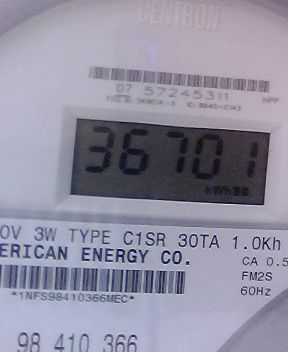 CENTRON
07 57245311
HPP
36701
kWh
0V 3W TYPE C1SR 30TA 1.0Kh
ERICAN ENERGY CO.
CA 0.5
FM2S
60Hz
*1NFS98410366MEC*
98 410 366